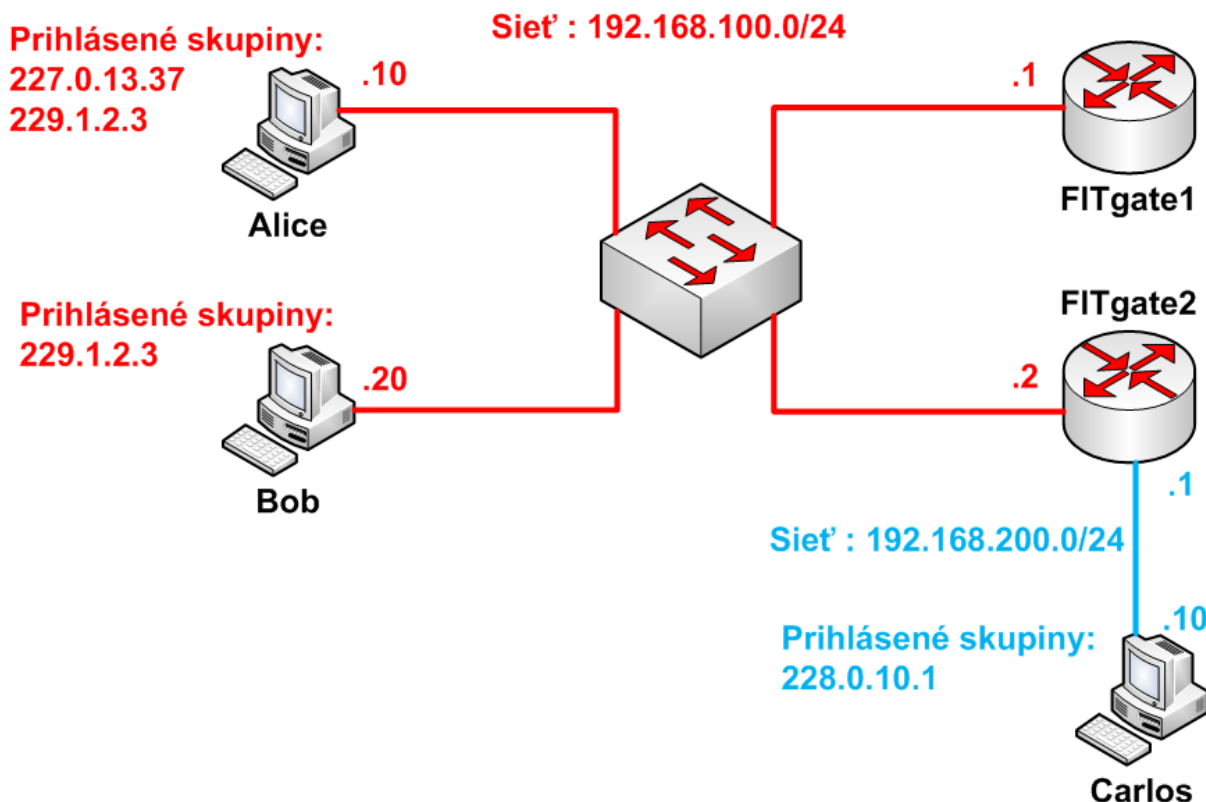 Sieť : 192.168.100.0/24
Prihlásené skupiny:
227.0.13.37
229.1.2.3
.10
Alice
.1
FITgate1
Prihlásené skupiny:
229.1.2.3
.20
Bob
FITgate2
.2
.1
Sieť : 192.168.200.0/24
.10
Prihlásené skupiny:
228.0.10.1
Carlos